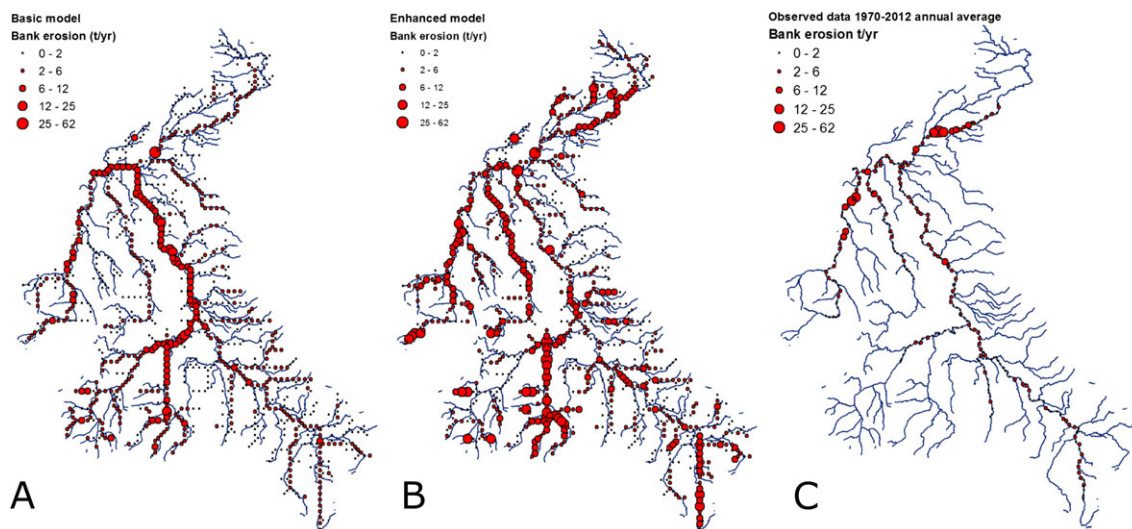 Basic model
Bank erosion (t/yr)
0 - 2
2 - 6
6 - 12
12 - 25
25 - 62
A
Enhanced model
Bank erosion (t/yr)
0 - 2
2 - 6
6 - 12
12 - 25
25 - 62
B
Observed data 1970-2012 annual average
Bank erosion t/yr
0 - 2
2 - 6
6 - 12
12 - 25
25 - 62
C